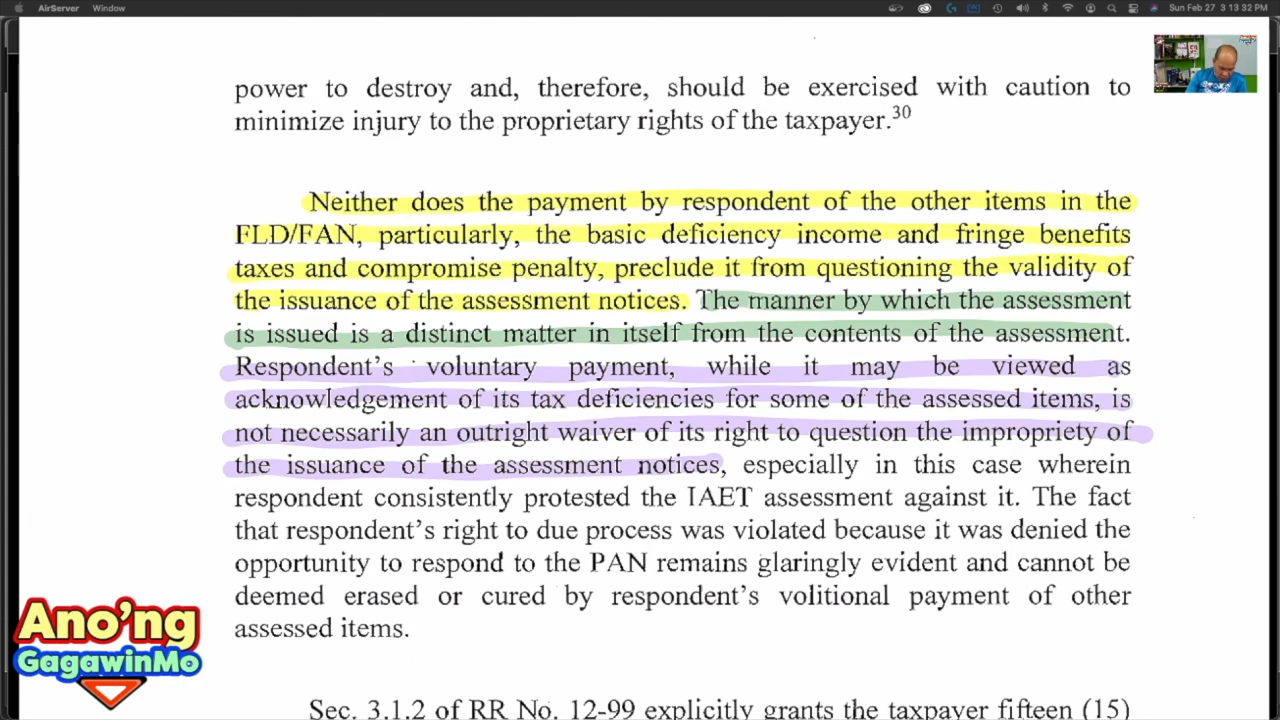 AirServer Window Sun Feb 27 3 13 32 PM
power to destroy and, therefore, should be exercised with caution to
minimize injury to the proprietary rights of the taxpayer.30
Neither does the payment by respondent of the other items in the
FLD/FAN, particularly, the basic deficiency income and fringe benefits
taxes and compromise penalty, preclude it from questioning the validity of
the issuance of the assessment notices. The manner by which the assessment
is issued is a distinct matter in itself from the contents of the assessment.
Respondent's voluntary payment, while it may be viewed as
acknowledgement of its tax deficiencies for some of the assessed items, is
not necessarily an outright waiver of its right to question the impropriety of
the issuance of the assessment notices, especially in this case wherein
respondent consistently protested the IAET assessment against it. The fact
that respondent's right to due process was violated because it was denied the
opportunity to respond to the PAN remains glaringly evident and cannot be
deemed erased or cured by respondent's volitional payment of other
assessed items.
Sec. 3.1.2 of RR No. 12-99 explicitly grants the taxpayer fifteen (15)
Ano'ng
GagawinMo